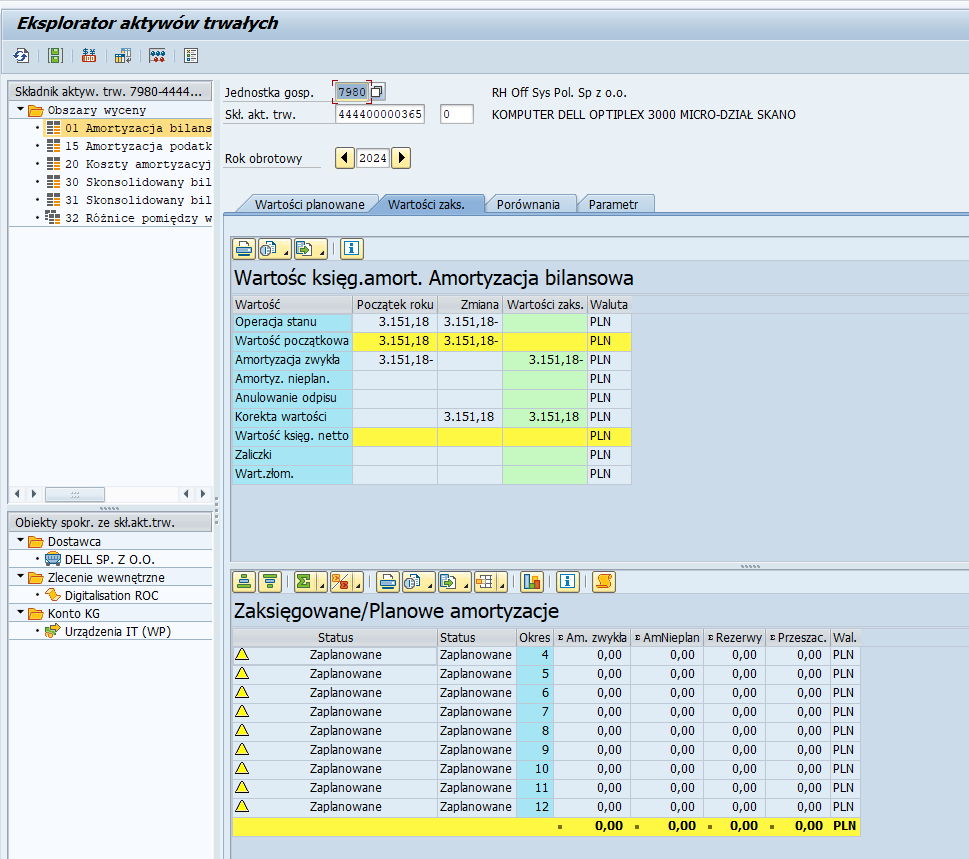 Eksplorator aktywów trwałych
Składnik aktyw. trw. 7980-4444...
Obszary wyceny
01 Amortyzacja bilans
15 Amortyzacja podatk
20 Koszty amortyzacyj
30 Skonsolidowany bil
31 Skonsolidowany bil
32 Różnice pomiędzy w
Obiekty spokr. ze skł.akt.trw.
Dostawca
DELL SP. Z O.O.
Zlecenie wewnętrzne
Digitalisation ROC
Konto KG
Urządzenia IT (WP)
Jednostka gosp. 7980 RH Off Sys Pol. Sp z o.o.
Skł. akt. trw. 444400000365 0 KOMPUTER DELL OPTIPLEX 3000 MICRO-DZIAŁ SKANO
Rok obrotowy 2024
Wartości planowane Wartości zaks. Porównania Parametr
Wartośc księg.amort. Amortyzacja bilansowa
Wartość Początek roku Zmiana Wartości zaks. Waluta
Operacja stanu 3.151,18 3.151,18- PLN
Wartość początkowa 3.151,18 3.151,18- PLN
Amortyzacja zwykła 3.151,18- 3.151,18- PLN
Amortyz. nieplan. PLN
Anulowanie odpisu PLN
Korekta wartości 3.151,18 3.151,18 PLN
Wartość księg. netto PLN
Zaliczki PLN
Wart.złom. PLN
Zaksięgowane/Planowe amortyzacje
Status Status Okres Σ Am. zwykła Σ AmNieplan Σ Rezerwy Σ Przeszac. Wal.
Zaplanowane Zaplanowane 4 0,00 0,00 0,00 0,00 PLN
Zaplanowane Zaplanowane 5 0,00 0,00 0,00 0,00 PLN
Zaplanowane Zaplanowane 6 0,00 0,00 0,00 0,00 PLN
Zaplanowane Zaplanowane 7 0,00 0,00 0,00 0,00 PLN
Zaplanowane Zaplanowane 8 0,00 0,00 0,00 0,00 PLN
Zaplanowane Zaplanowane 9 0,00 0,00 0,00 0,00 PLN
Zaplanowane Zaplanowane 10 0,00 0,00 0,00 0,00 PLN
Zaplanowane Zaplanowane 11 0,00 0,00 0,00 0,00 PLN
Zaplanowane Zaplanowane 12 0,00 0,00 0,00 0,00 PLN
0,00 0,00 0,00 0,00 PLN